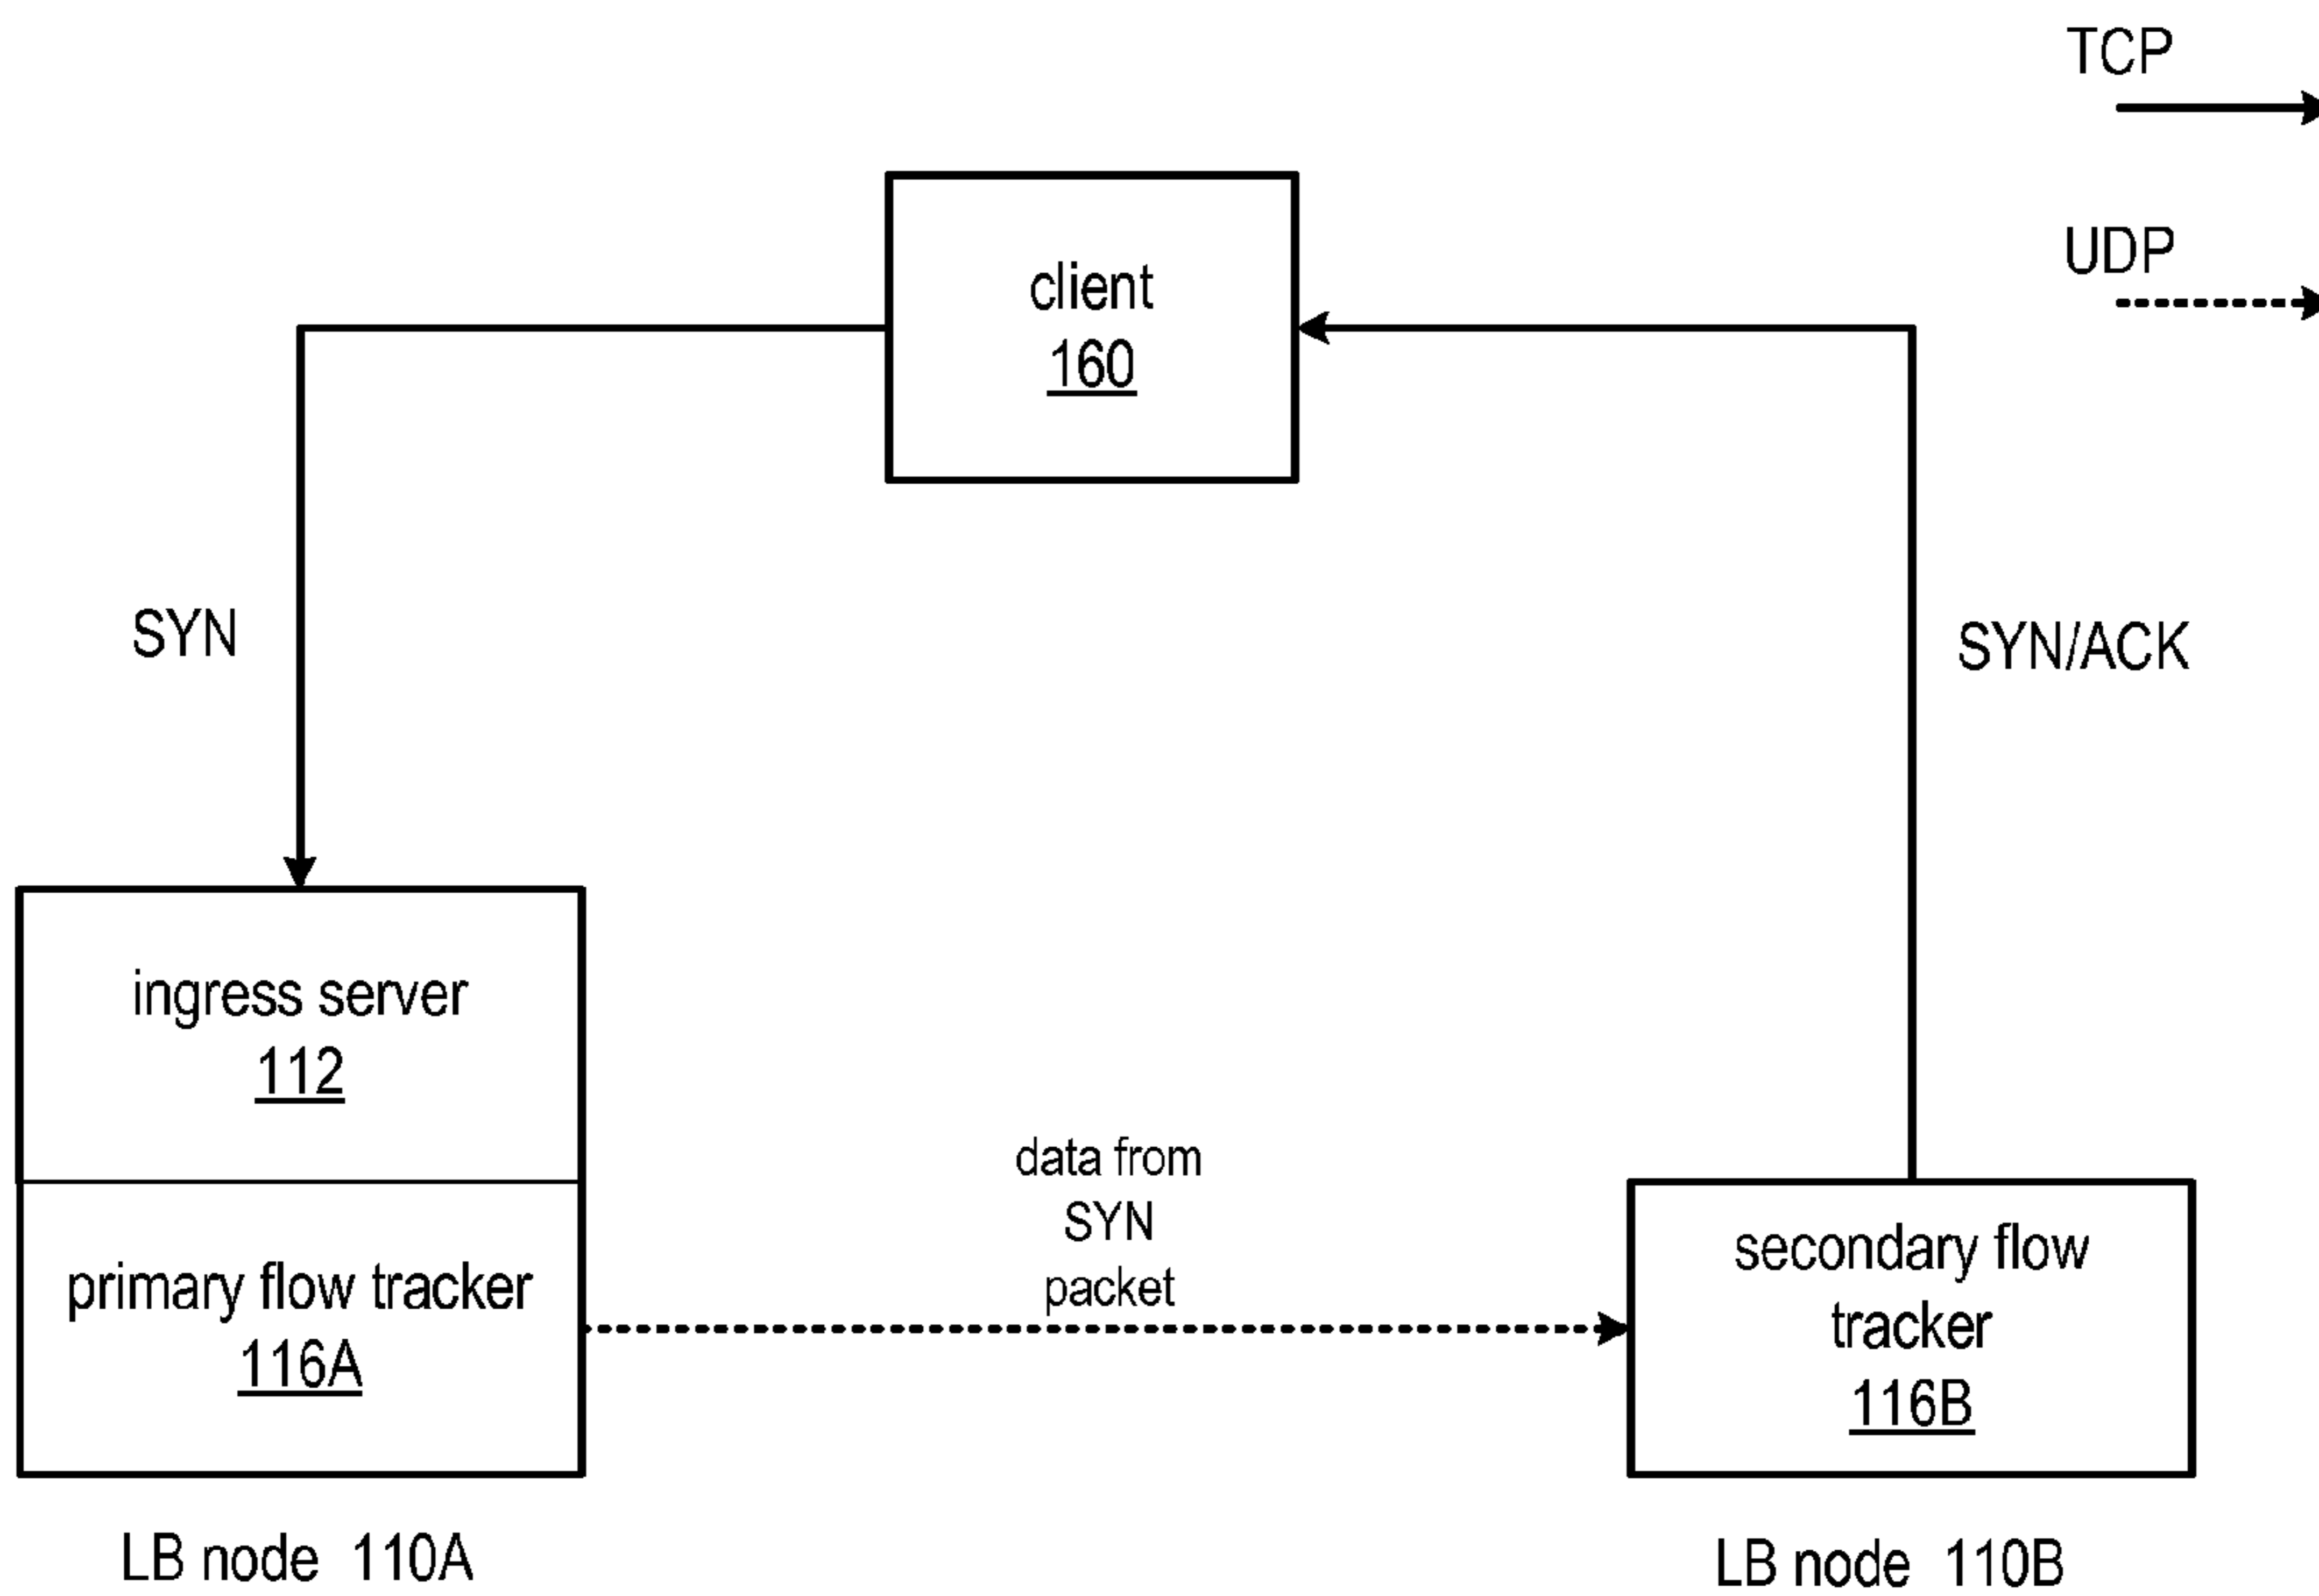 TCP
UDP
client
160
SYN
SYN/ACK
ingress server
112
data from
SYN
packet
primary flow tracker
116A
secondary flow
tracker
116B
LB node 110A
LB node 110B